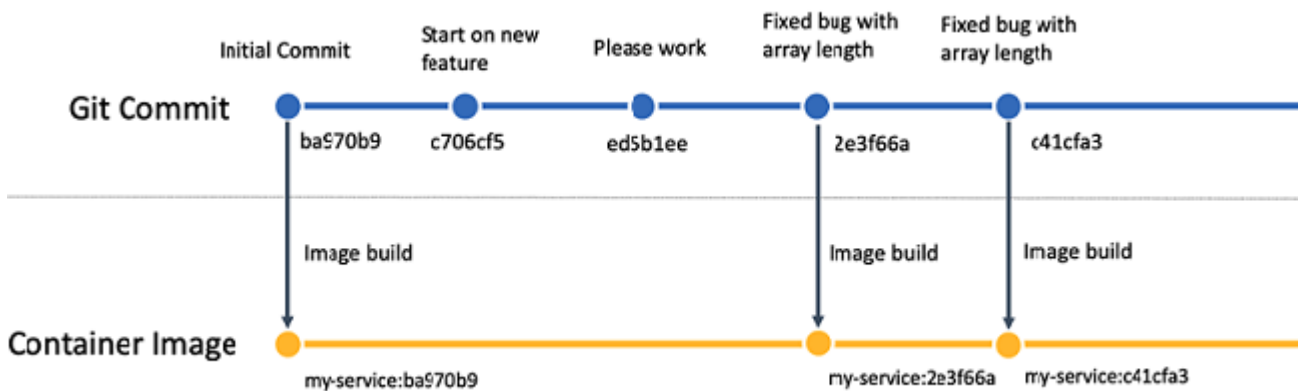 Initial Commit
Start on new
feature
Please work
Fixed bug with
array length
Fixed bug with
array length
Git Commit
ba970b9
c706cf5
ed5b1ee
2e3f66a
c41cfa3
Image build
Image build
Image build
Container Image
my-service:ba970b9
my-service:2e3f66a
my-service:c41cfa3